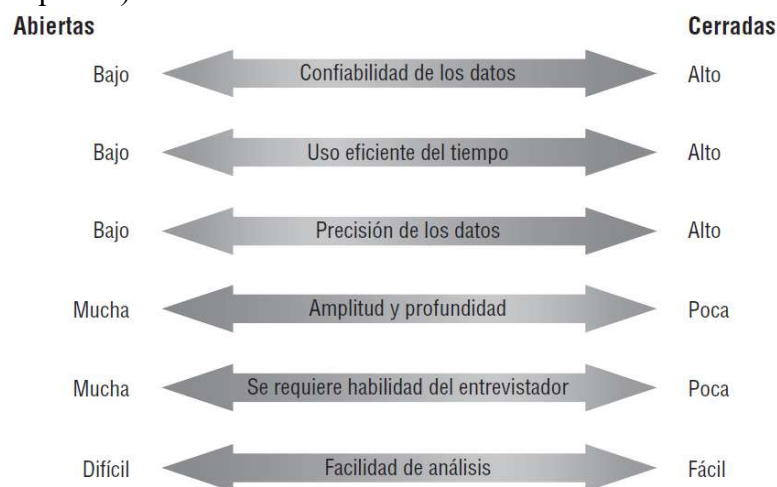 Abiertas Cerradas
Bajo Confiabilidad de los datos Alto
Bajo Uso eficiente del tiempo Alto
Bajo Precisión de los datos Alto
Mucha Amplitud y profundidad Poca
Mucha Se requiere habilidad del entrevistador Poca
Difícil Facilidad de análisis Fácil